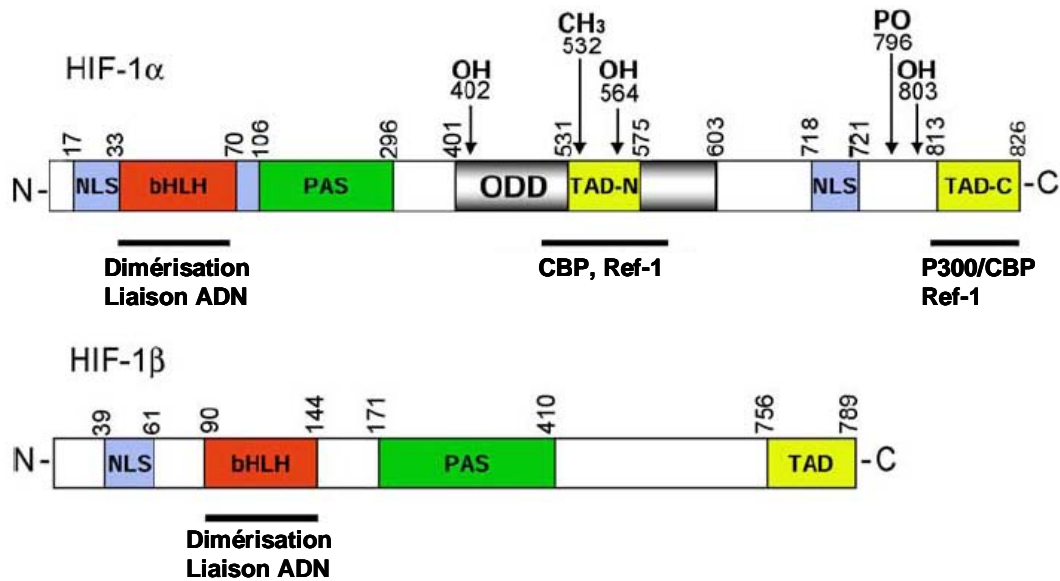 HIF-1α
OH
402
CH₃
532
OH
564
PO
796
OH
803
17 33 70 106 296 401 531 575 603 718 721 813 826
N- NLS bHLH PAS ODD TAD-N NLS TAD-C -C
Dimérisation
Liaison ADN
CBP, Ref-1
P300/CBP
Ref-1
HIF-1β
39 61 90 144 171 410 756 789
N- NLS bHLH PAS TAD -C
Dimérisation
Liaison ADN